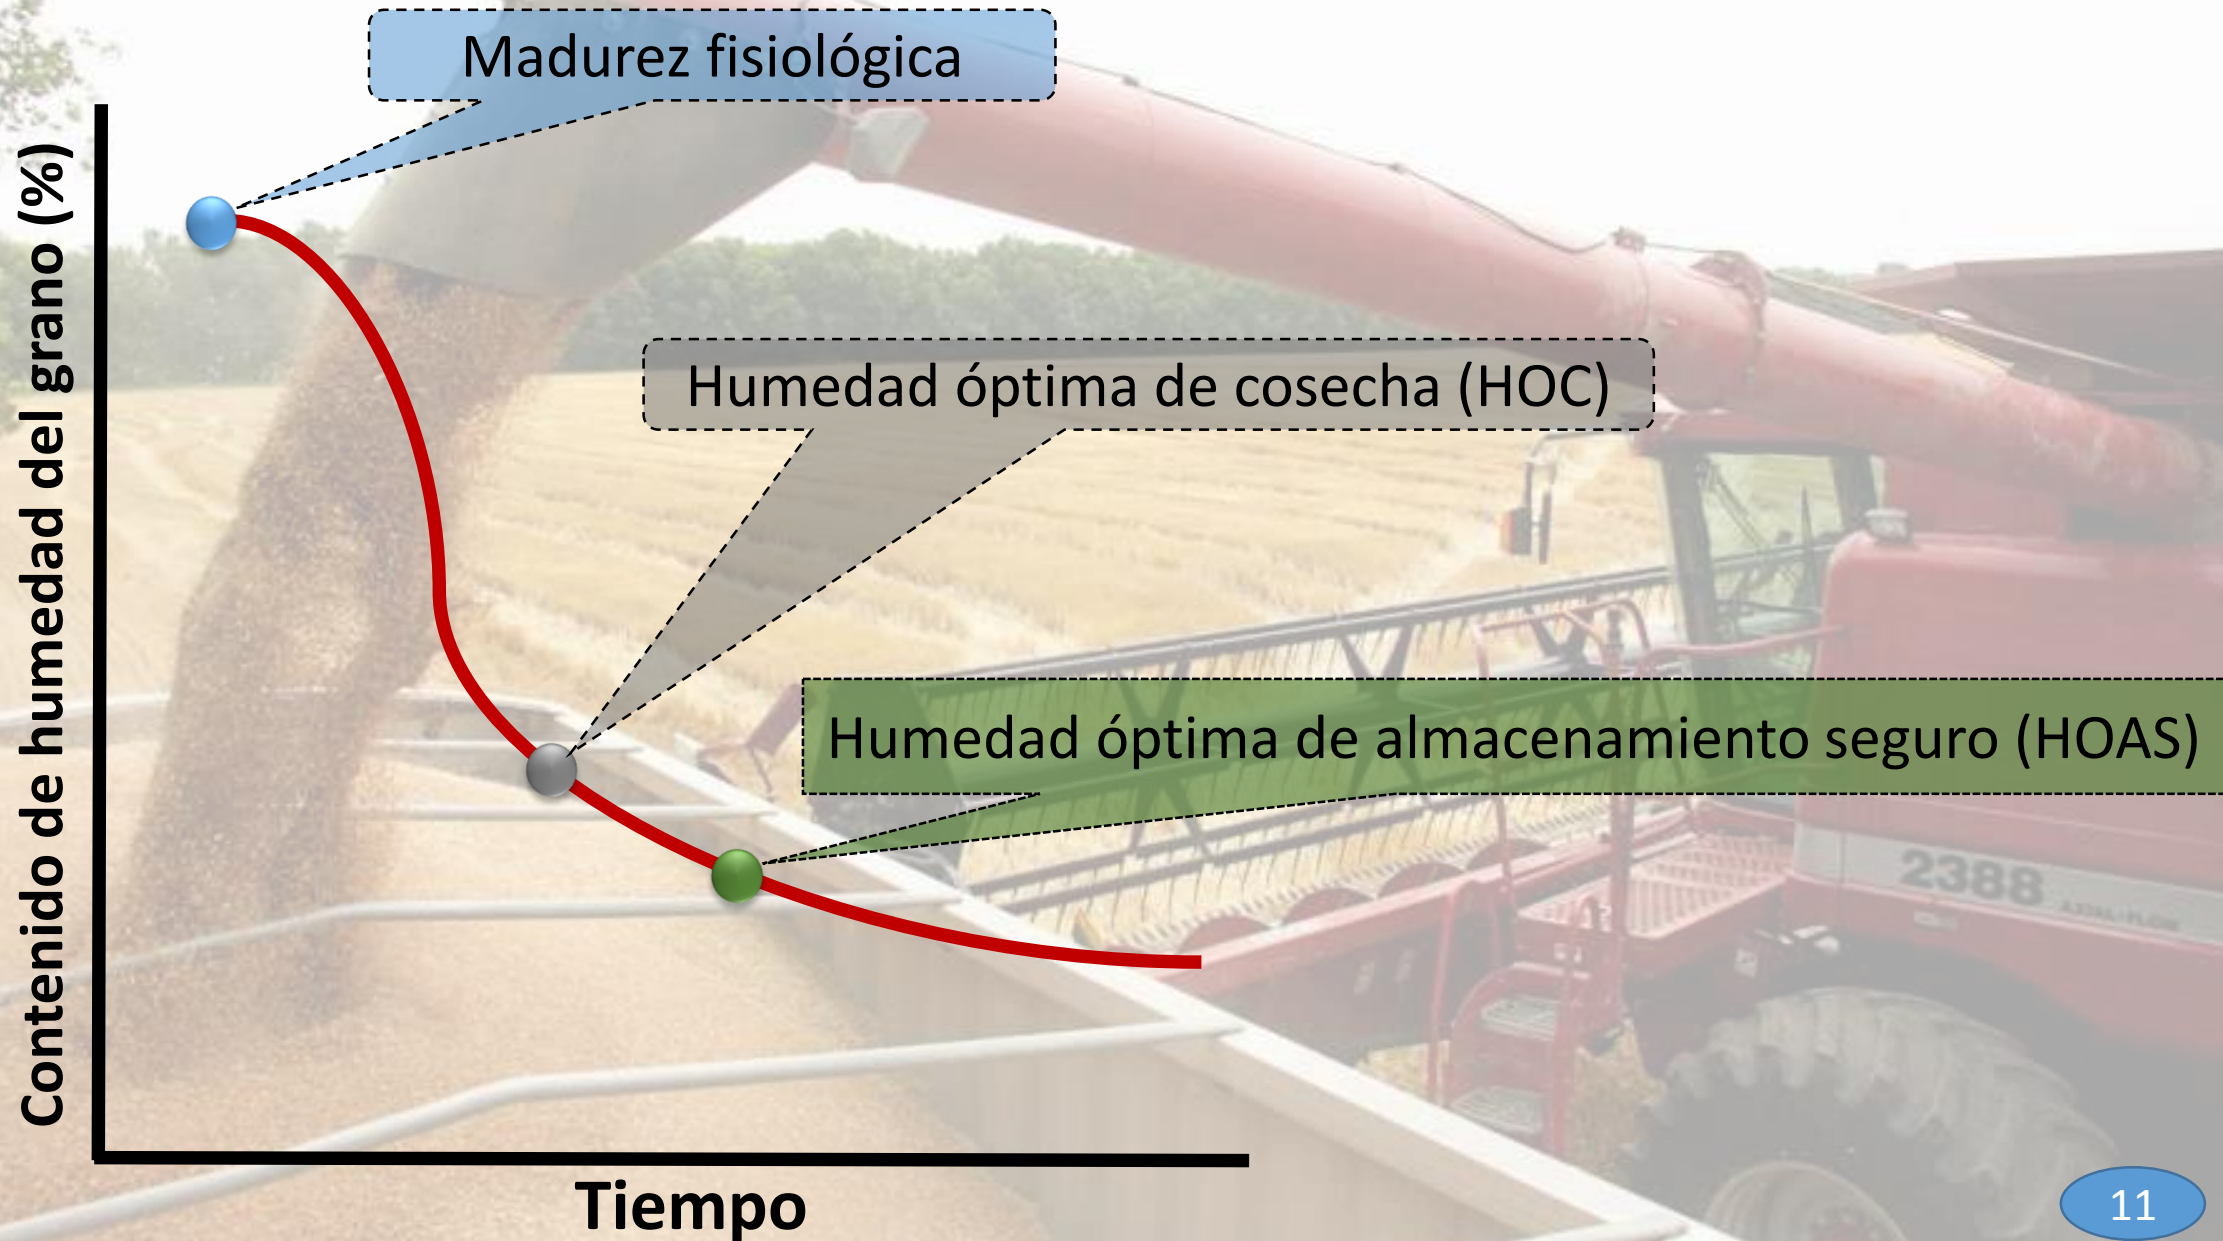 Madurez fisiológica
Contenido de humedad del grano (%)
Humedad óptima de cosecha (HOC)
Humedad óptima de almacenamiento seguro (HOAS)
2388
Tiempo
11